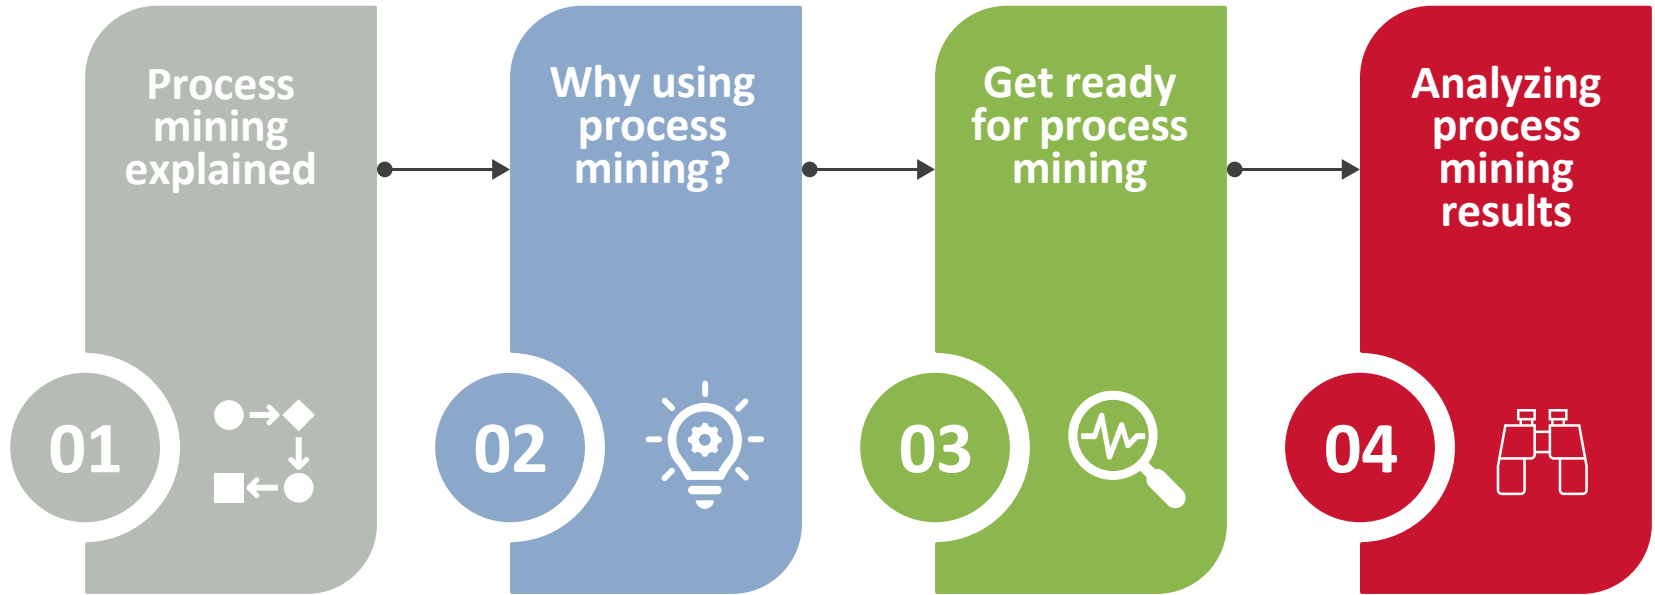 Process
mining
explained
01
Why using
process
mining?
02
Get ready
for process
mining
03
Analyzing
process
mining
results
04